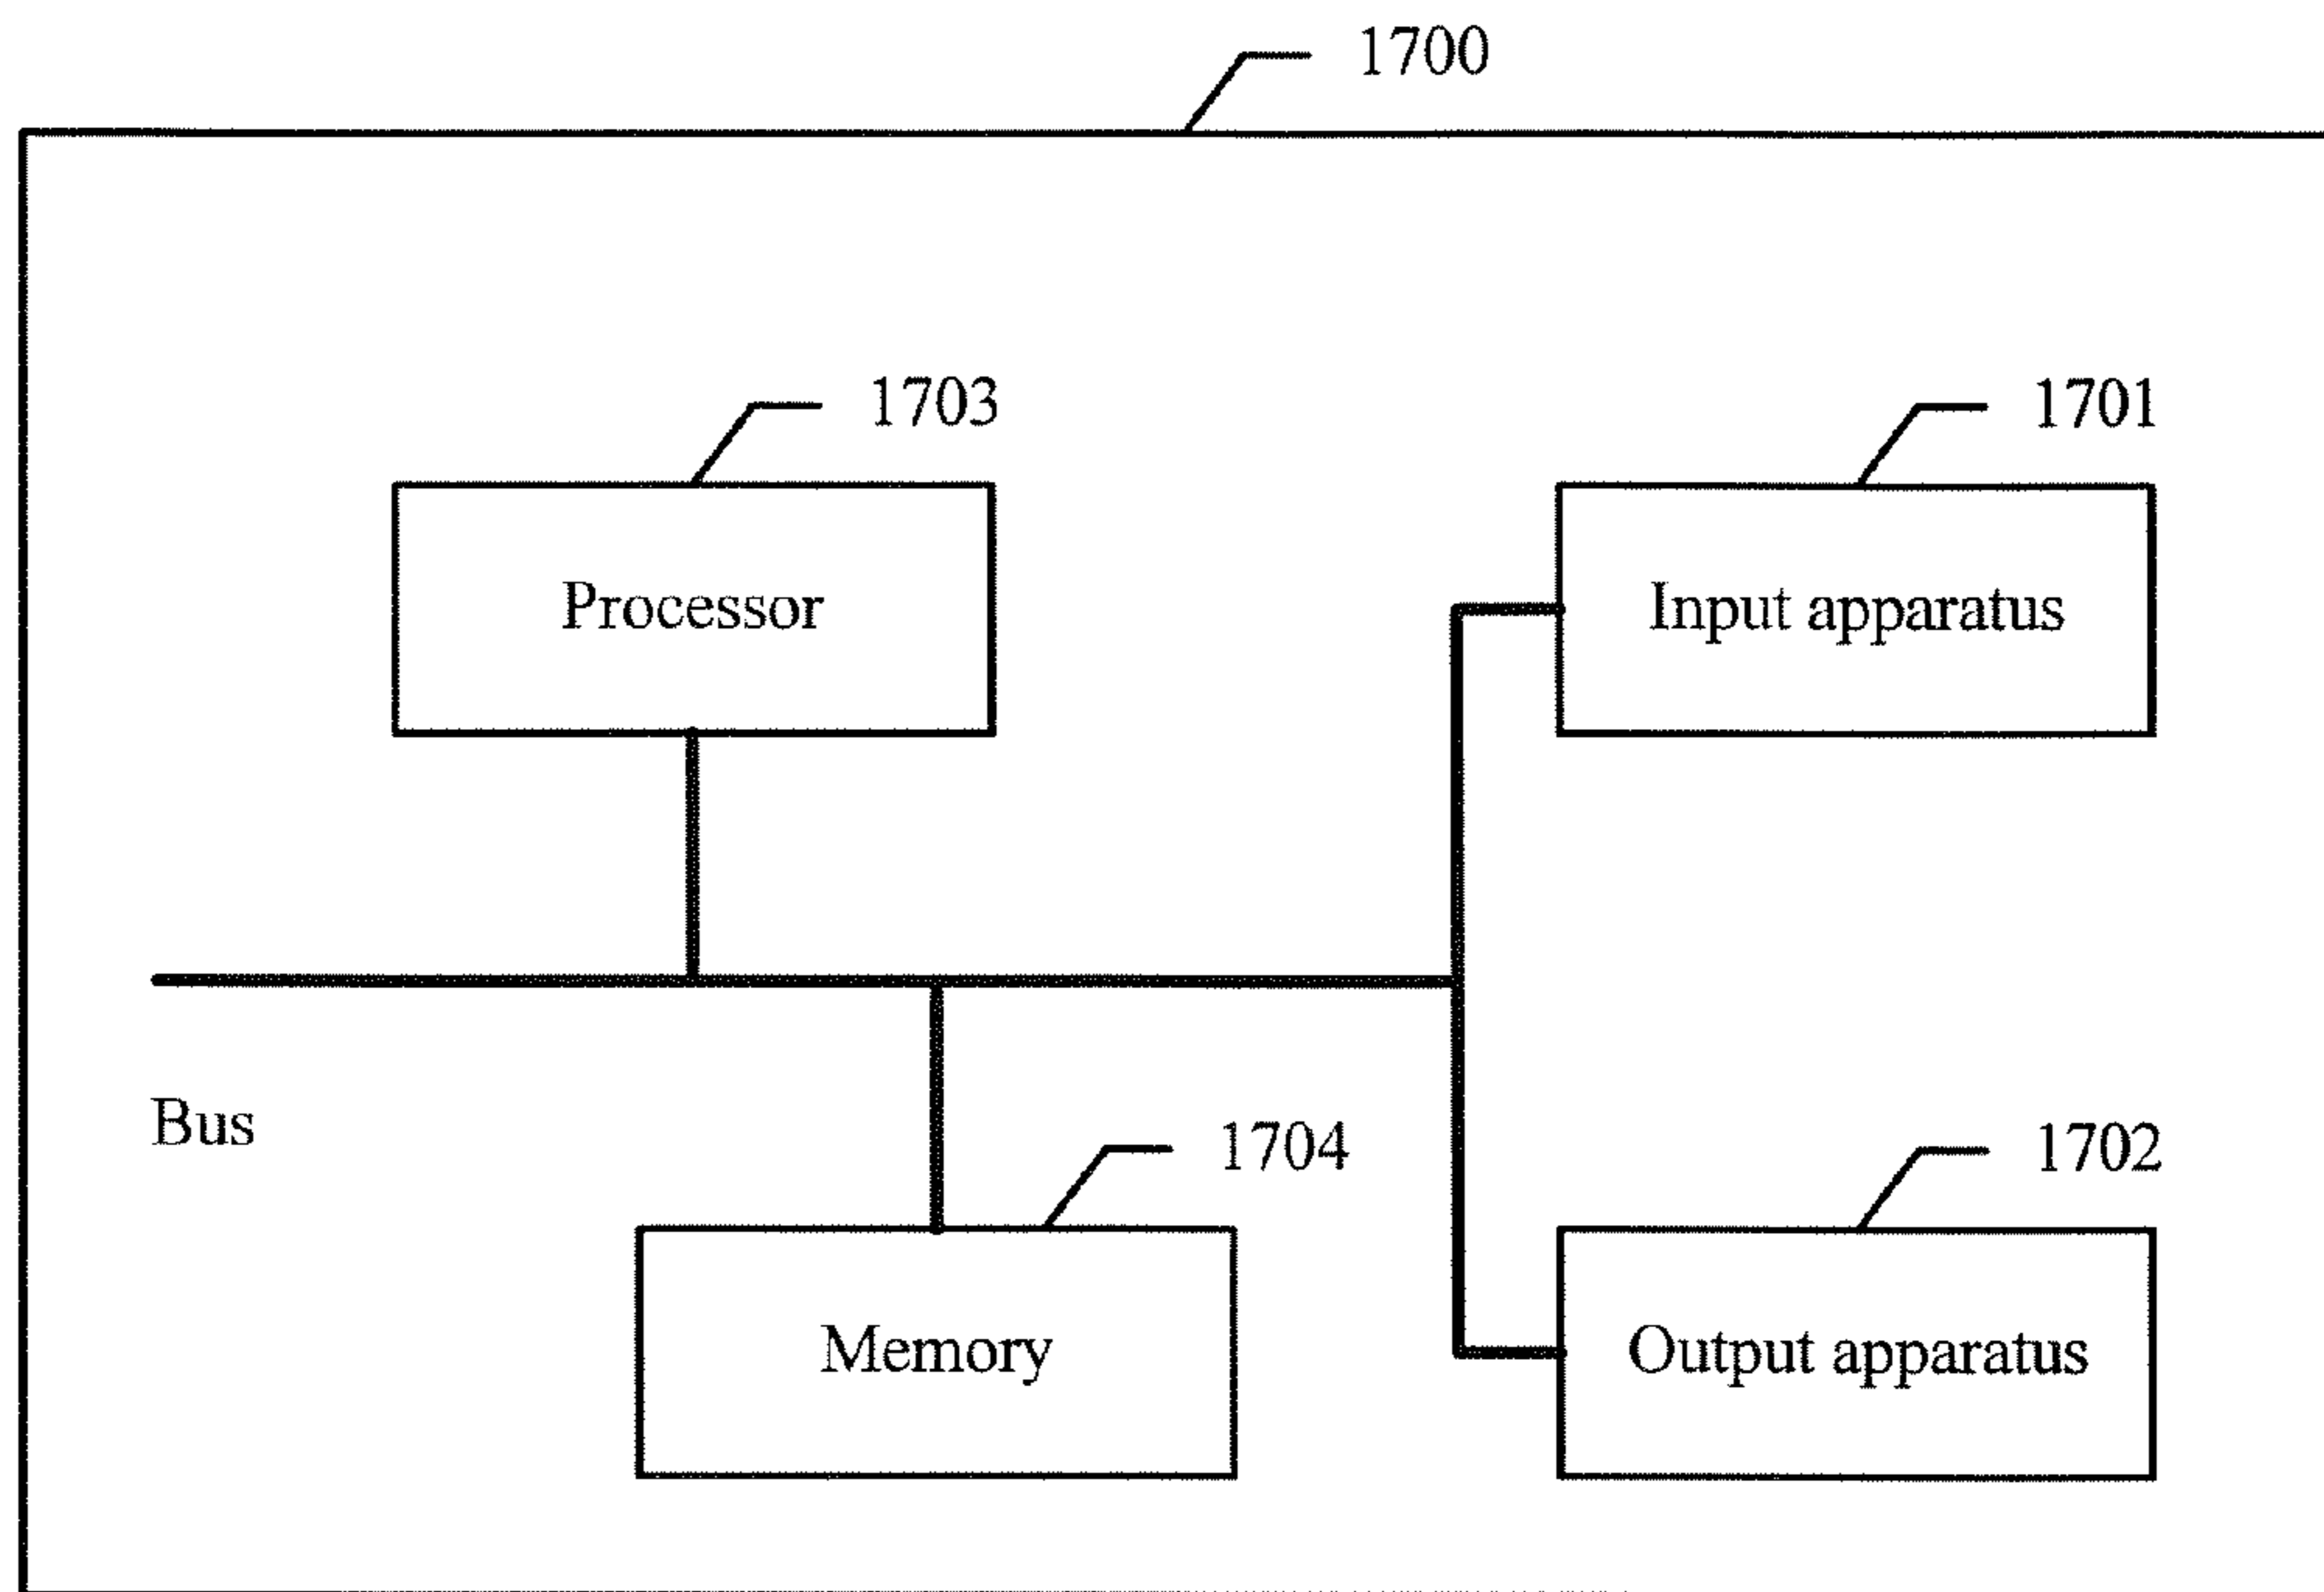 1700
1703
1701
Processor
Input apparatus
Bus
1704
1702
Memory
Output apparatus